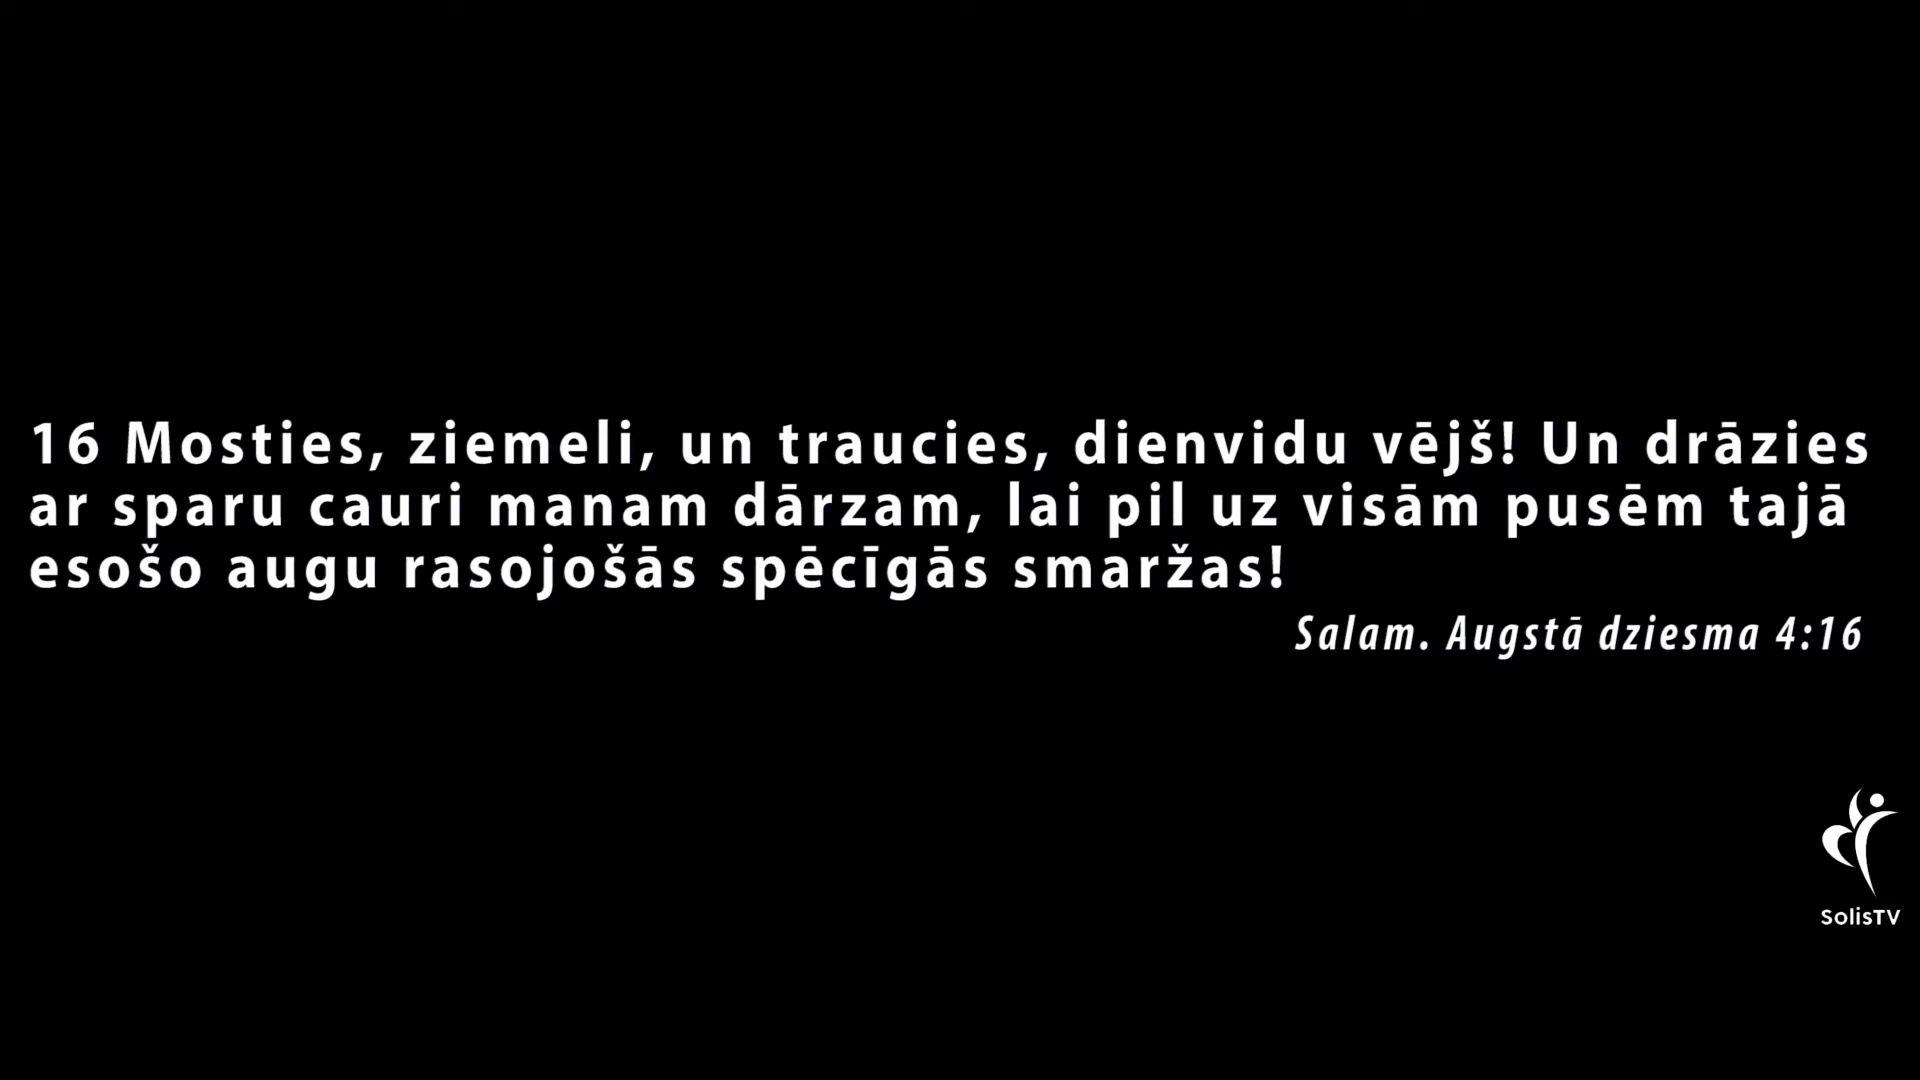 16 Mosties, ziemeli, un traucies, dienvidu vējš! Un drāzies
ar sparu cauri manam dārzam, lai pil uz visām pusēm tajā
esošo augu rasojošās spēcīgās smaržas!
Salam. Augstā dziesma 4:16
SolisTV